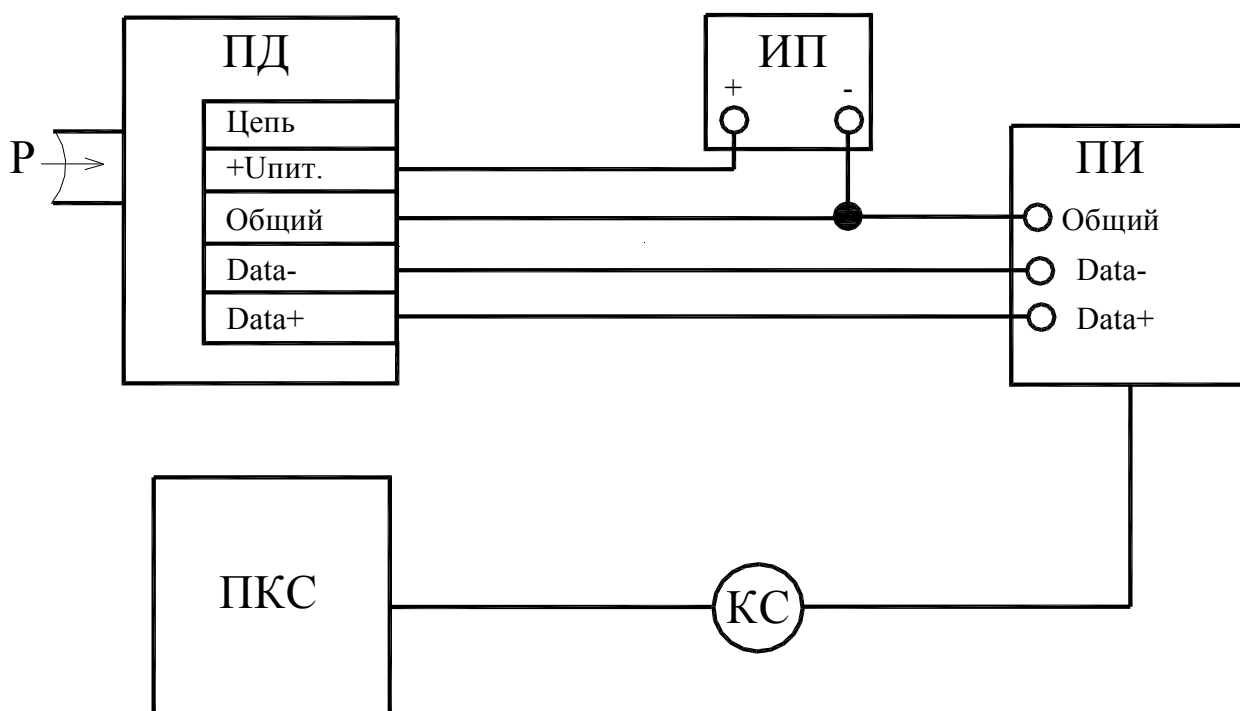 ПД
ИП
+ -
Цепь
ПИ
P
+Uпит.
Общий
Общий
Data-
Data-
Data+
Data+
ПКС
КС